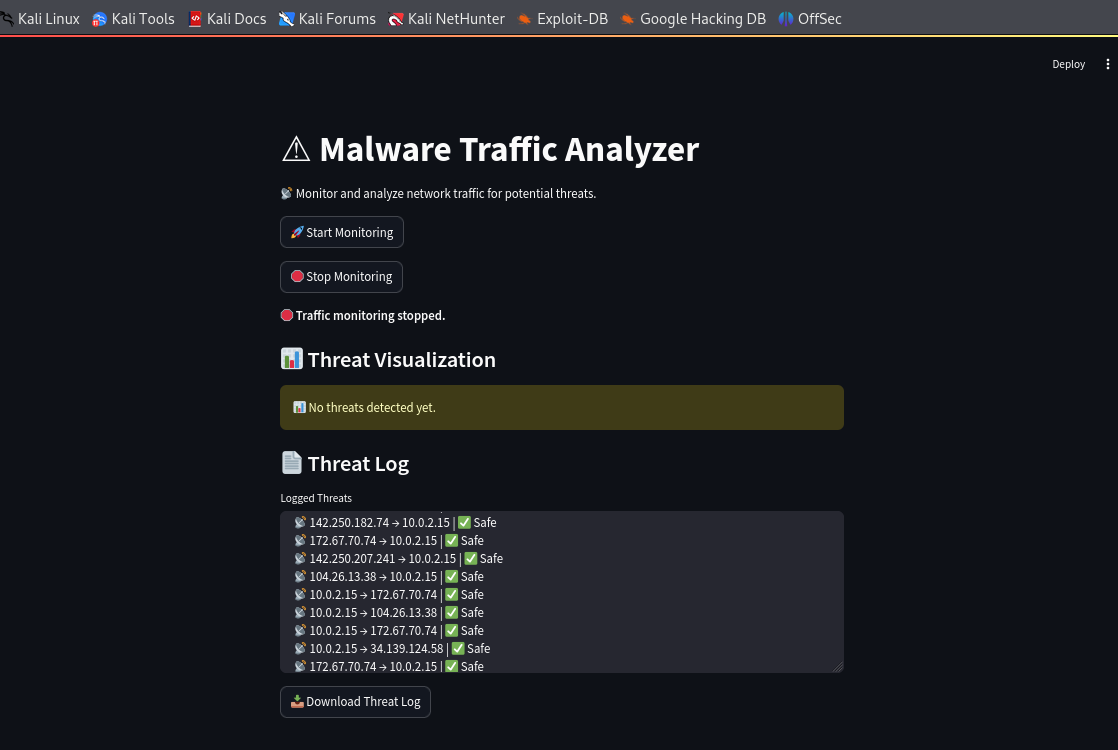 Kali Linux Kali Tools Kali Docs Kali Forums Kali NetHunter Exploit-DB Google Hacking DB OffSec
Deploy
⚠ Malware Traffic Analyzer
📡 Monitor and analyze network traffic for potential threats.
🚀 Start Monitoring
🛑 Stop Monitoring
🛑 Traffic monitoring stopped.
📊 Threat Visualization
📊 No threats detected yet.
📄 Threat Log
Logged Threats
📡 142.250.182.74 → 10.0.2.15 | ✅ Safe
📡 172.67.70.74 → 10.0.2.15 | ✅ Safe
📡 142.250.207.241 → 10.0.2.15 | ✅ Safe
📡 104.26.13.38 → 10.0.2.15 | ✅ Safe
📡 10.0.2.15 → 172.67.70.74 | ✅ Safe
📡 10.0.2.15 → 104.26.13.38 | ✅ Safe
📡 10.0.2.15 → 172.67.70.74 | ✅ Safe
📡 10.0.2.15 → 34.139.124.58 | ✅ Safe
📡 172.67.70.74 → 10.0.2.15 | ✅ Safe
📥 Download Threat Log